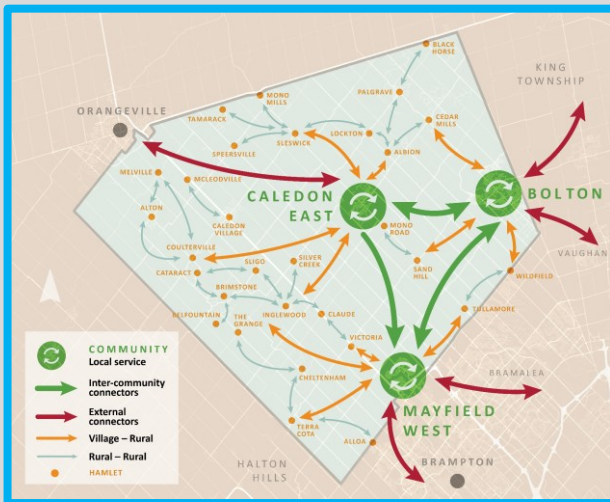 BLACK
HORSE
KING
TOWNSHIP
MONO
MILLS
PALGRAVE
ORANGEVILLE
TAMARACK
CEDAR
MILLS
LOCKTON
SLESWICK
SPEERSVILLE
ALBION
MELVILLE
MCLEODVILLE
CALEDON
EAST
BOLTON
ALTON
CALEDON
VILLAGE
MONO
ROAD
COULTERVILLE
SILVER
CREEK
SLIGO
VAUGHAN
CATARACT
SAND
HILL
WILDFIELD
BRIMSTONE
BELFOUNTAIN
THE
GRANGE
INGLEWOOD
CLAUDE
TULLAMORE
VICTORIA
COMMUNITY
Local service
Inter-community
connectors
External
connectors
Village – Rural
Rural – Rural
HAMLET
CHELTENHAM
BRAMALEA
MAYFIELD
WEST
TERRA
COTA
ALLOA
HALTON
HILLS
BRAMPTON